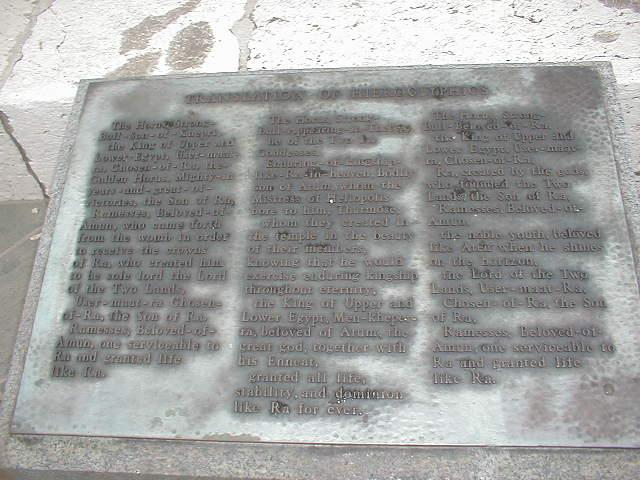 TRANSLATION OF HIEROGLYPHICS
The Horus, Strong-
Bull-Son-of-Khepri,
the King of Upper and
Lower Egypt, User-maat-
ra, Chosen-of-Ra, the
Golden Horus, Mighty-in-
years-and-great-of-
victories, the Son of Ra,
Ramesses, Beloved-of-
Amun, who came forth
from the womb in order
to receive the crowns
of Ra, who created him
to be sole lord the Lord
of the Two Lands,
User-maat-ra Chosen-
of-Ra, the Son of Ra,
Ramesses, Beloved-of-
Amun, one serviceable to
Ra and granted life
like Ra.
The Horus, Strong-
bull-appearing-in-Thebes,
he of the Two
Goddesses,
Enduring-of-kingship-
like-Ra-in-heaven, Bodily
son of Atum, whom the
Mistress of Heliopolis
bore to him, Thutmose,
whom they created in
the temple in the beauty
of their members,
knowing that he would
exercise enduring kingship
throughout eternity,
the King of Upper and
Lower Egypt, Men-kheper-
ra, beloved of Atum, the
great god, together with
his Ennead,
granted all life,
stability, and dominion
like Ra for ever.
The Horus, Strong-
Bull-Beloved-of-Ra,
the King of Upper and
Lower Egypt, User-maat-
ra, Chosen-of-Ra,
Ra, created by the gods,
who founded the Two
Lands, the Son of Ra,
Ramesses, Beloved-of-
Amun,
the noble youth, beloved
like Aten when he shines
on the horizon,
the Lord of the Two
Lands, User-maat-Ra,
Chosen-of-Ra, the Son
of Ra,
Ramesses, Beloved-of-
Amun, one serviceable to
Ra and granted life
like Ra.